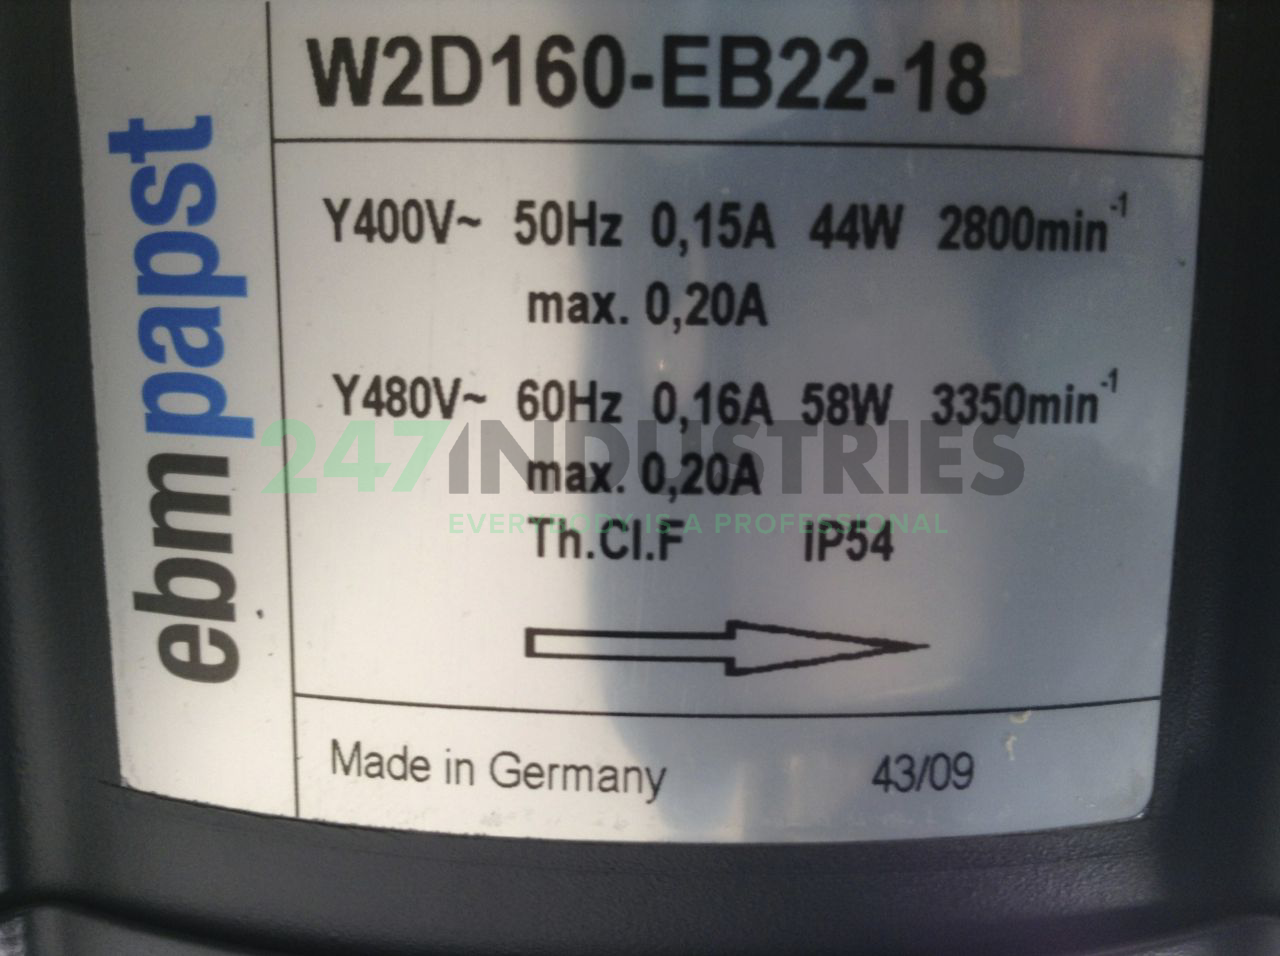 W2D160-EB22-18
ebmpapst
Y400V~ 50Hz 0,15A 44W 2800min-1
max. 0,20A
Y480V~ 60Hz 0,16A 58W 3350min-1
247INDUSTRIES
max. 0,20A
EVERYBODY IS A PROFESSIONAL
Th.Cl.F IP54
Made in Germany 43/09